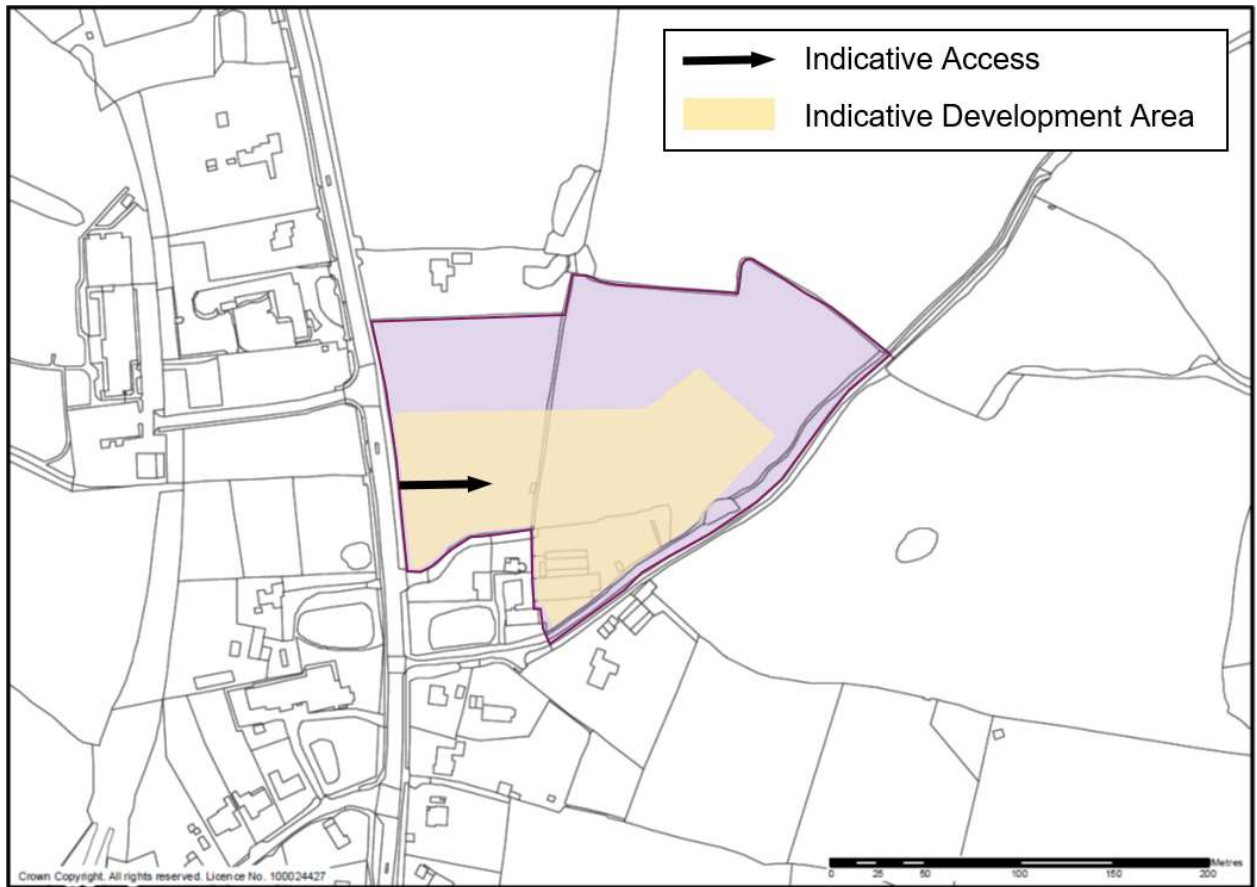 Indicative Access
Indicative Development Area
Metres
0 25 50 100 150 200
Crown Copyright. All rights reserved. Licence No. 100024427